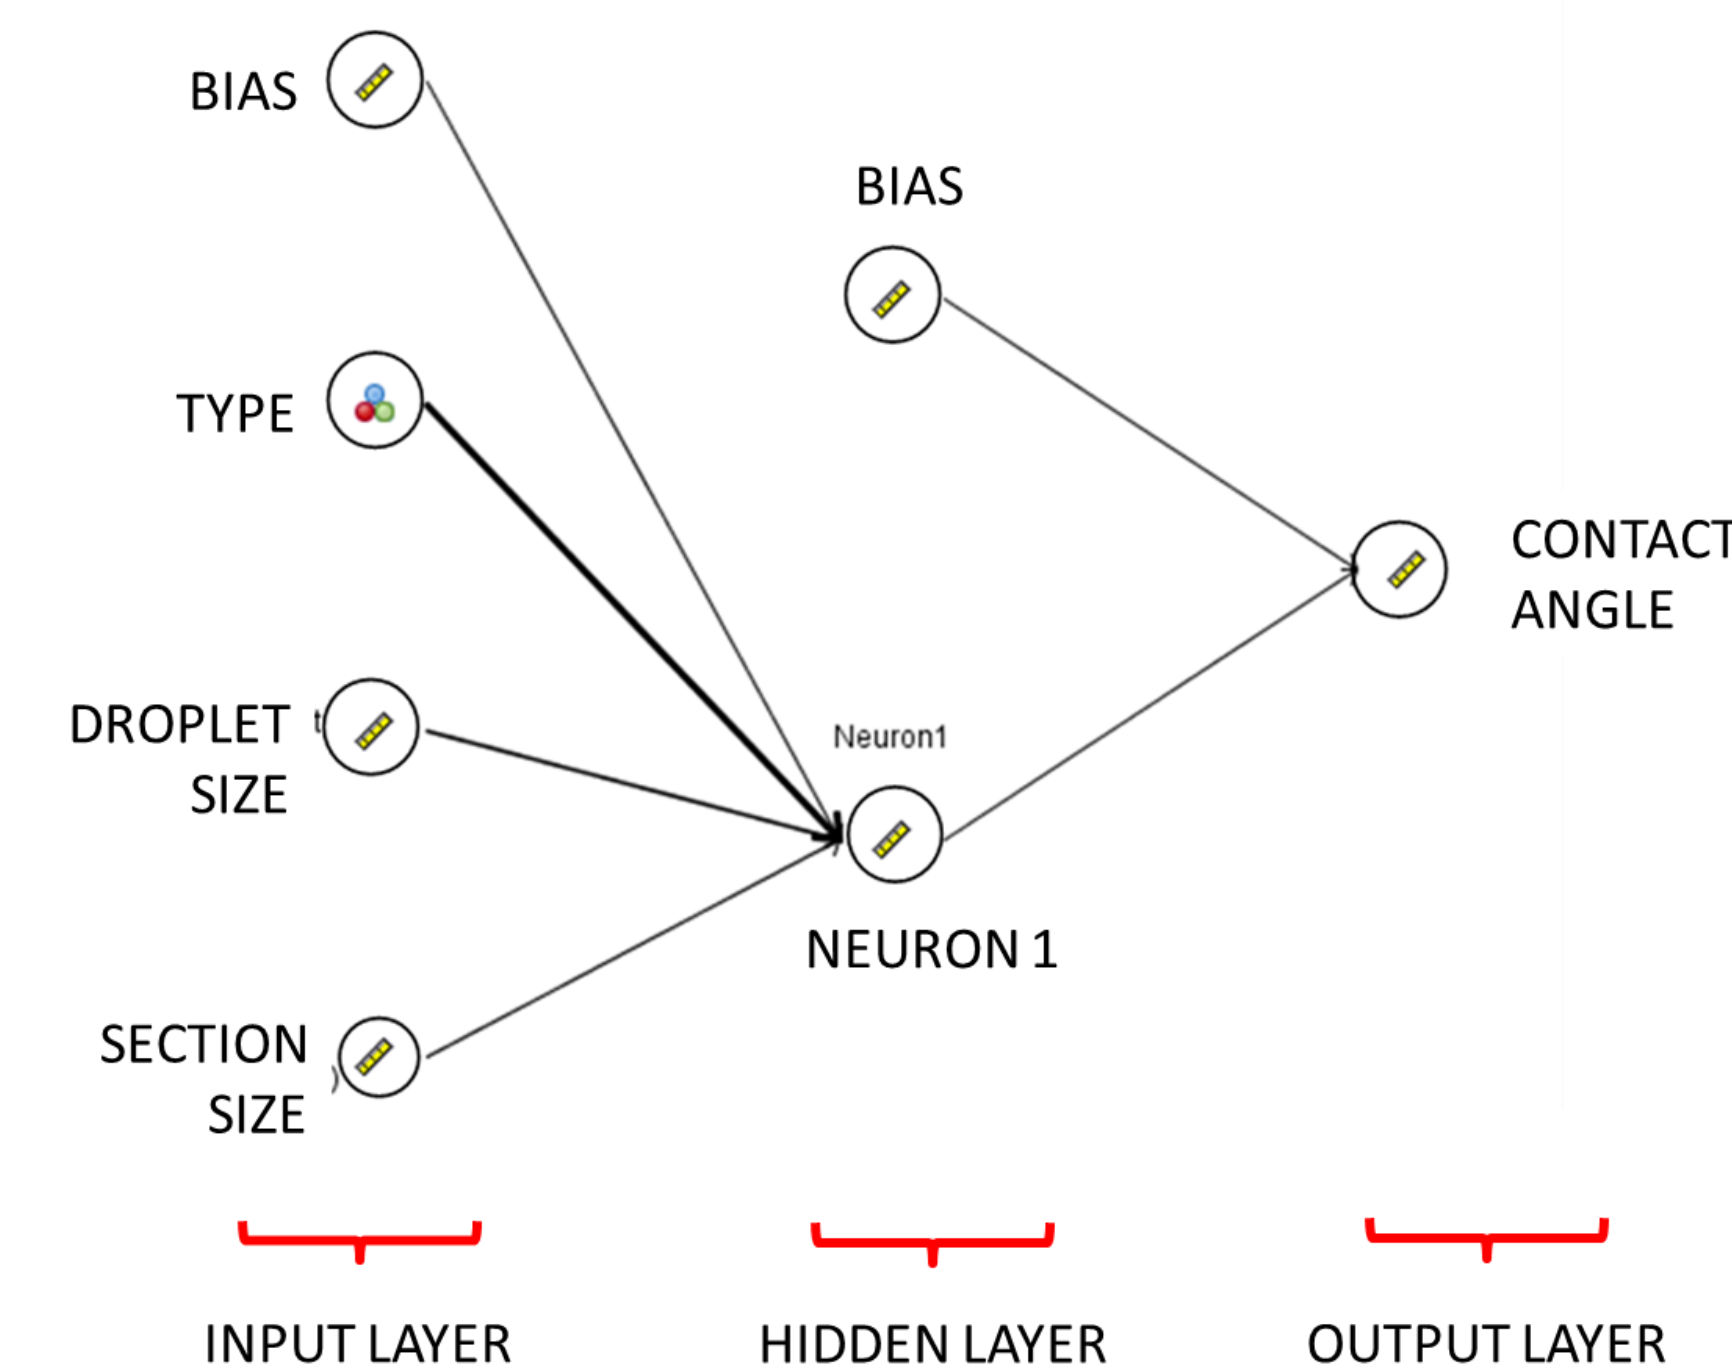 BIAS
BIAS
TYPE
CONTACT
ANGLE
DROPLET
SIZE
t
Neuron1
NEURON 1
SECTION
SIZE
)
INPUT LAYER
HIDDEN LAYER
OUTPUT LAYER